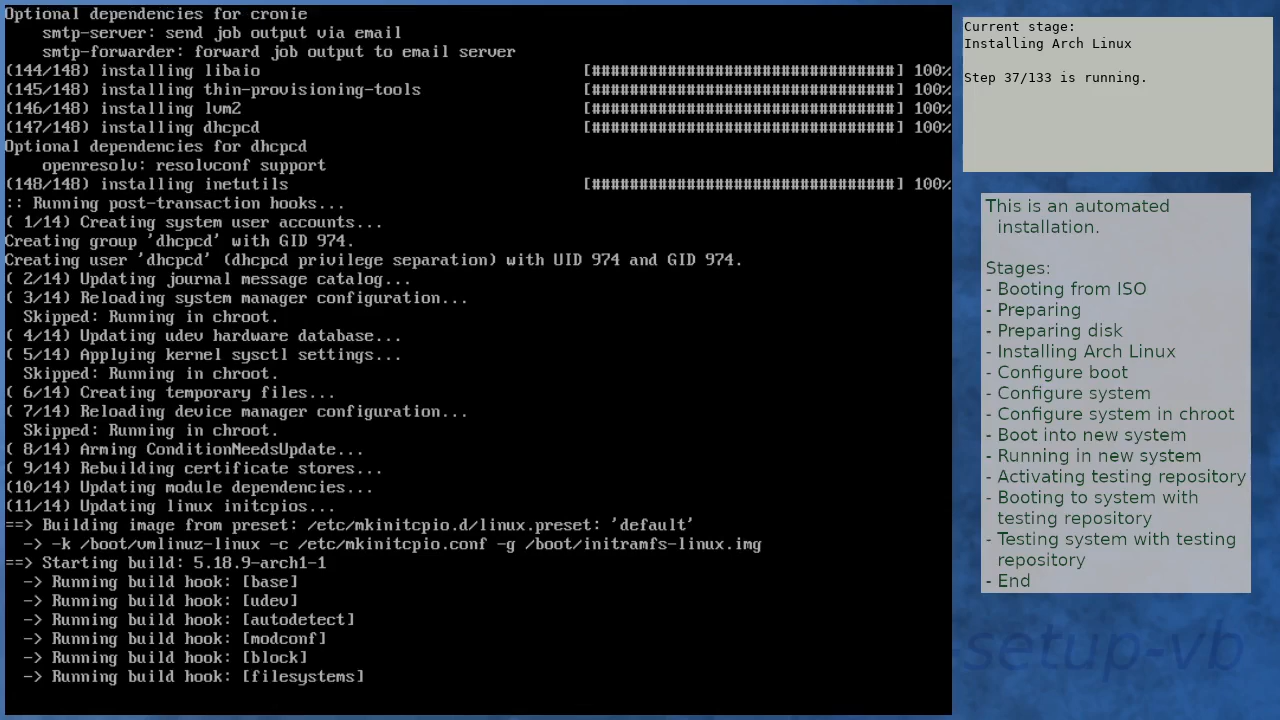 Optional dependencies for cronie
    smtp-server: send job output via email
    smtp-forwarder: forward job output to email server
(144/148) installing libaio [################################] 100%
(145/148) installing thin-provisioning-tools [################################] 100%
(146/148) installing lvm2 [################################] 100%
(147/148) installing dhcpcd [################################] 100%
Optional dependencies for dhcpcd
    openresolv: resolvconf support
(148/148) installing inetutils [################################] 100%
:: Running post-transaction hooks...
( 1/14) Creating system user accounts...
Creating group 'dhcpcd' with GID 974.
Creating user 'dhcpcd' (dhcpcd privilege separation) with UID 974 and GID 974.
( 2/14) Updating journal message catalog...
( 3/14) Reloading system manager configuration...
  Skipped: Running in chroot.
( 4/14) Updating udev hardware database...
( 5/14) Applying kernel sysctl settings...
  Skipped: Running in chroot.
( 6/14) Creating temporary files...
( 7/14) Reloading device manager configuration...
  Skipped: Running in chroot.
( 8/14) Arming ConditionNeedsUpdate...
( 9/14) Rebuilding certificate stores...
(10/14) Updating module dependencies...
(11/14) Updating linux initcpios...
==> Building image from preset: /etc/mkinitcpio.d/linux.preset: 'default'
  -> -k /boot/vmlinuz-linux -c /etc/mkinitcpio.conf -g /boot/initramfs-linux.img
==> Starting build: 5.18.9-arch1-1
  -> Running build hook: [base]
  -> Running build hook: [udev]
  -> Running build hook: [autodetect]
  -> Running build hook: [modconf]
  -> Running build hook: [block]
  -> Running build hook: [filesystems]
Current stage:
Installing Arch Linux
Step 37/133 is running.
This is an automated
installation.
Stages:
- Booting from ISO
- Preparing
- Preparing disk
- Installing Arch Linux
- Configure boot
- Configure system
- Configure system in chroot
- Boot into new system
- Running in new system
- Activating testing repository
- Booting to system with
testing repository
- Testing system with testing
repository
- End
-setup-vb